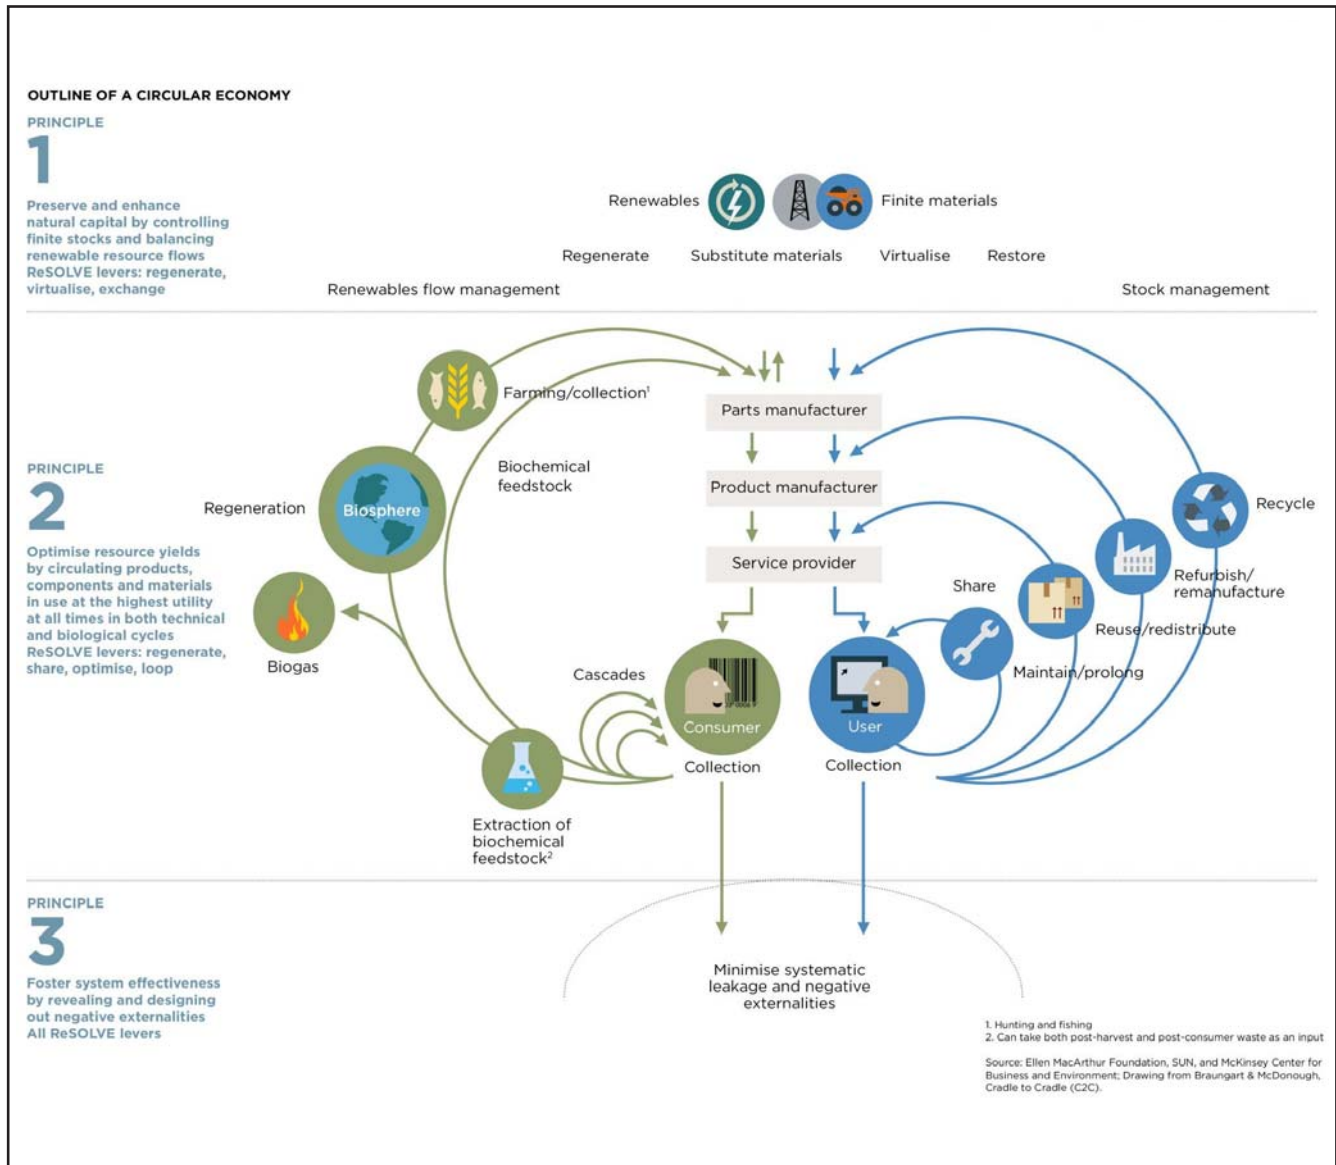 OUTLINE OF A CIRCULAR ECONOMY
PRINCIPLE
1
Preserve and enhance
natural capital by controlling
finite stocks and balancing
renewable resource flows
ReSOLVE levers: regenerate,
virtualise, exchange
Renewables
Finite materials
Regenerate
Substitute materials
Virtualise
Restore
Renewables flow management
Stock management
PRINCIPLE
2
Optimise resource yields
by circulating products,
components and materials
in use at the highest utility
at all times in both technical
and biological cycles
ReSOLVE levers: regenerate,
share, optimise, loop
Farming/collection¹
Biochemical
feedstock
Regeneration
Biosphere
Biogas
Cascades
Extraction of
biochemical
feedstock²
Parts manufacturer
Product manufacturer
Service provider
Consumer
Collection
User
Collection
Share
Maintain/prolong
Reuse/redistribute
Refurbish/
remanufacture
Recycle
PRINCIPLE
3
Foster system effectiveness
by revealing and designing
out negative externalities
All ReSOLVE levers
Minimise systematic
leakage and negative
externalities
1. Hunting and fishing
2. Can take both post-harvest and post-consumer waste as an input
Source: Ellen MacArthur Foundation, SUN, and McKinsey Center for
Business and Environment; Drawing from Braungart & McDonough,
Cradle to Cradle (C2C).